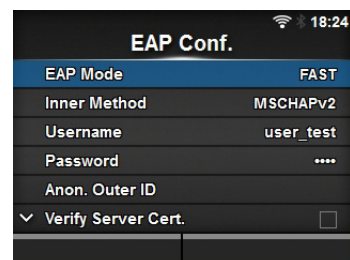 18:24
EAP Conf.
EAP Mode FAST
Inner Method MSCHAPv2
Username user_test
Password ••••
Anon. Outer ID
Verify Server Cert.